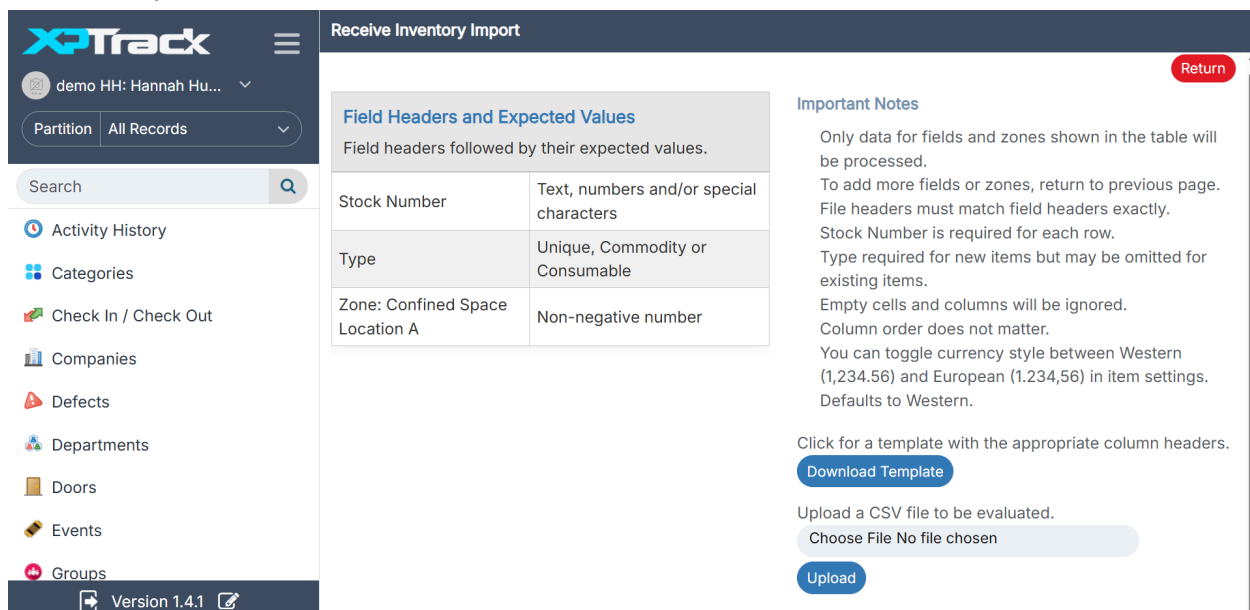 XPTrack
demo HH: Hannah Hu...
Partition All Records
Search
Activity History
Categories
Check In / Check Out
Companies
Defects
Departments
Doors
Events
Groups
Version 1.4.1
Receive Inventory Import
Return
Field Headers and Expected Values
Field headers followed by their expected values.
Stock Number
Text, numbers and/or special
characters
Type
Unique, Commodity or
Consumable
Zone: Confined Space
Location A
Non-negative number
Important Notes
Only data for fields and zones shown in the table will
be processed.
To add more fields or zones, return to previous page.
File headers must match field headers exactly.
Stock Number is required for each row.
Type required for new items but may be omitted for
existing items.
Empty cells and columns will be ignored.
Column order does not matter.
You can toggle currency style between Western
(1,234.56) and European (1.234,56) in item settings.
Defaults to Western.
Click for a template with the appropriate column headers.
Download Template
Upload a CSV file to be evaluated.
Choose File No file chosen
Upload